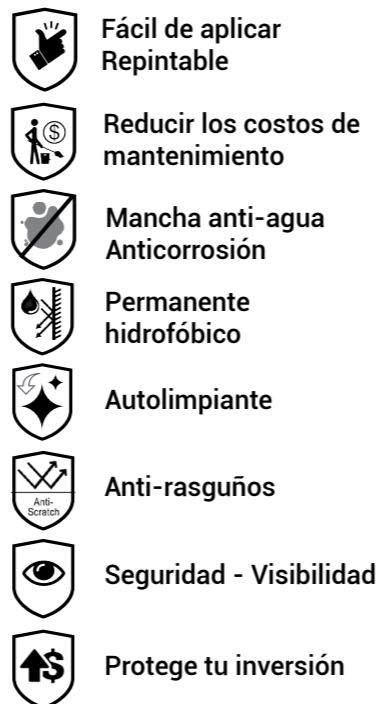 Fácil de aplicar
Repintable
$
Reducir los costos de
mantenimiento
Mancha anti-agua
Anticorrosión
Permanente
hidrofóbico
Autolimpiante
Anti-
Scratch
Anti-rasguños
Seguridad - Visibilidad
$
Protege tu inversión